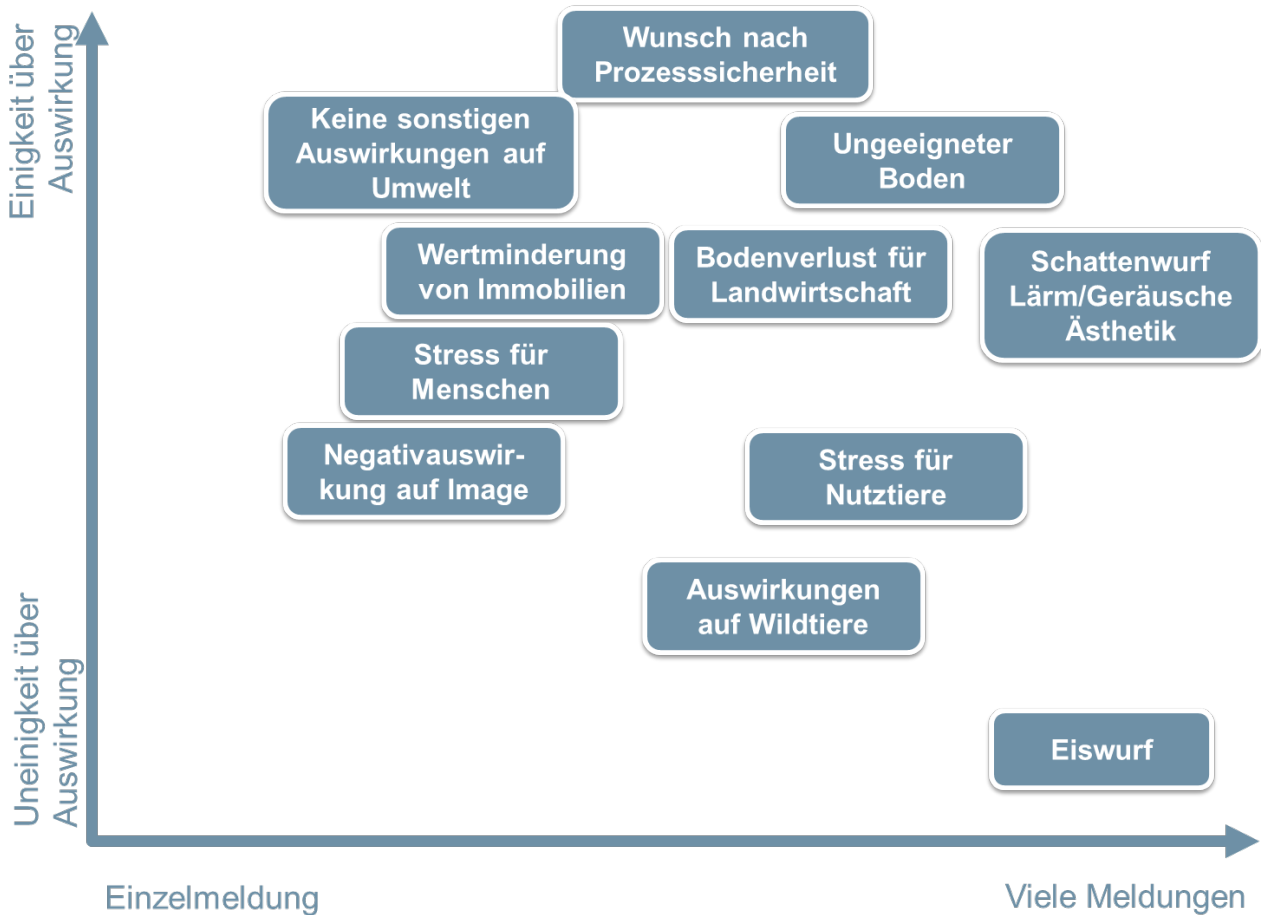 Einigkeit über
Auswirkung
Wunsch nach
Prozesssicherheit
Keine sonstigen
Auswirkungen auf
Umwelt
Ungeeigneter
Boden
Wertminderung
von Immobilien
Bodenverlust für
Landwirtschaft
Schattenwurf
Lärm/Geräusche
Ästhetik
Stress für
Menschen
Negativauswir-
kung auf Image
Stress für
Nutztiere
Auswirkungen
auf Wildtiere
Uneinigkeit über
Auswirkung
Eiswurf
Einzelmeldung
Viele Meldungen